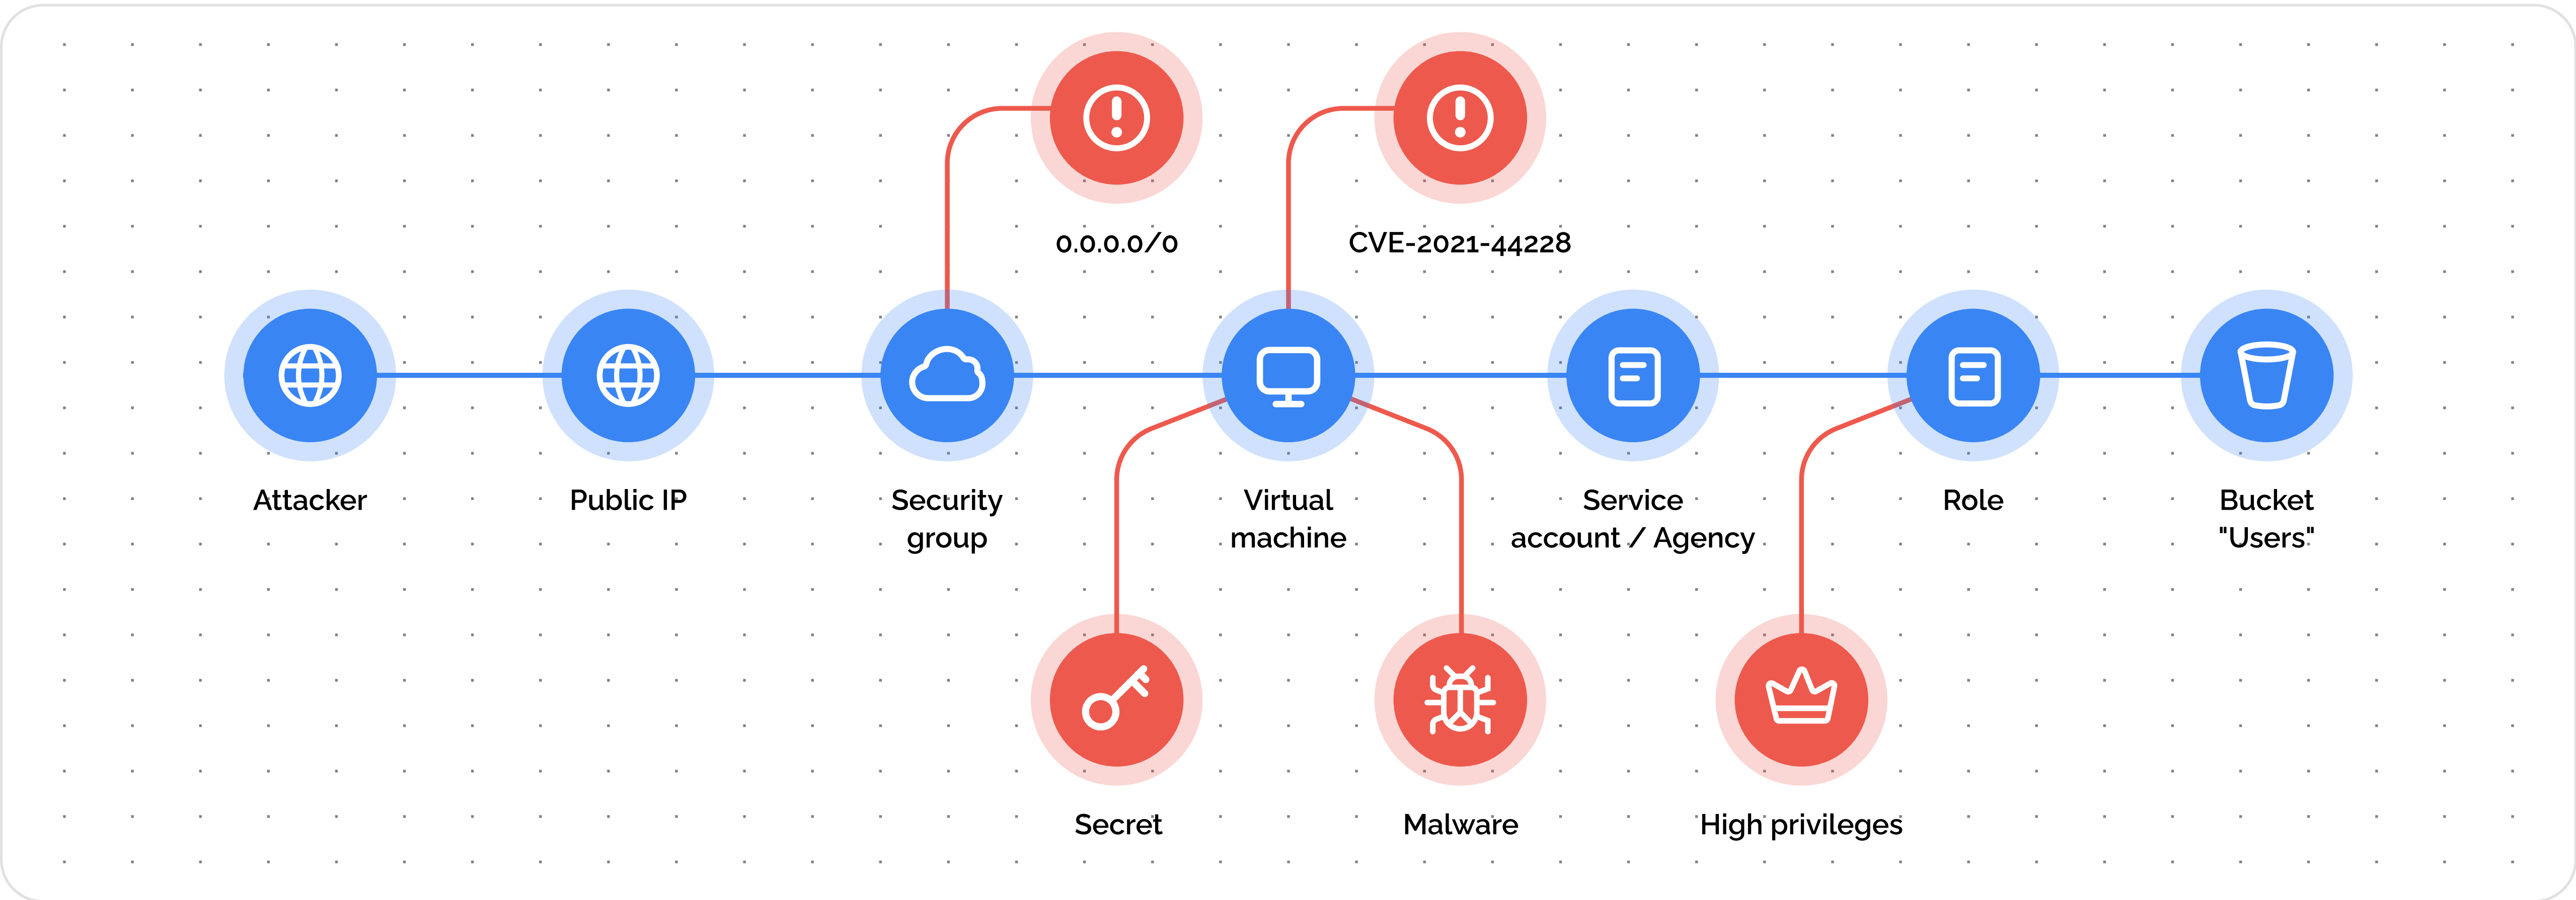 0.0.0.0/0
CVE-2021-44228
Attacker
Public IP
Security
group
Virtual
machine
Service
account / Agency
Role
Bucket
"Users"
Secret
Malware
High privileges